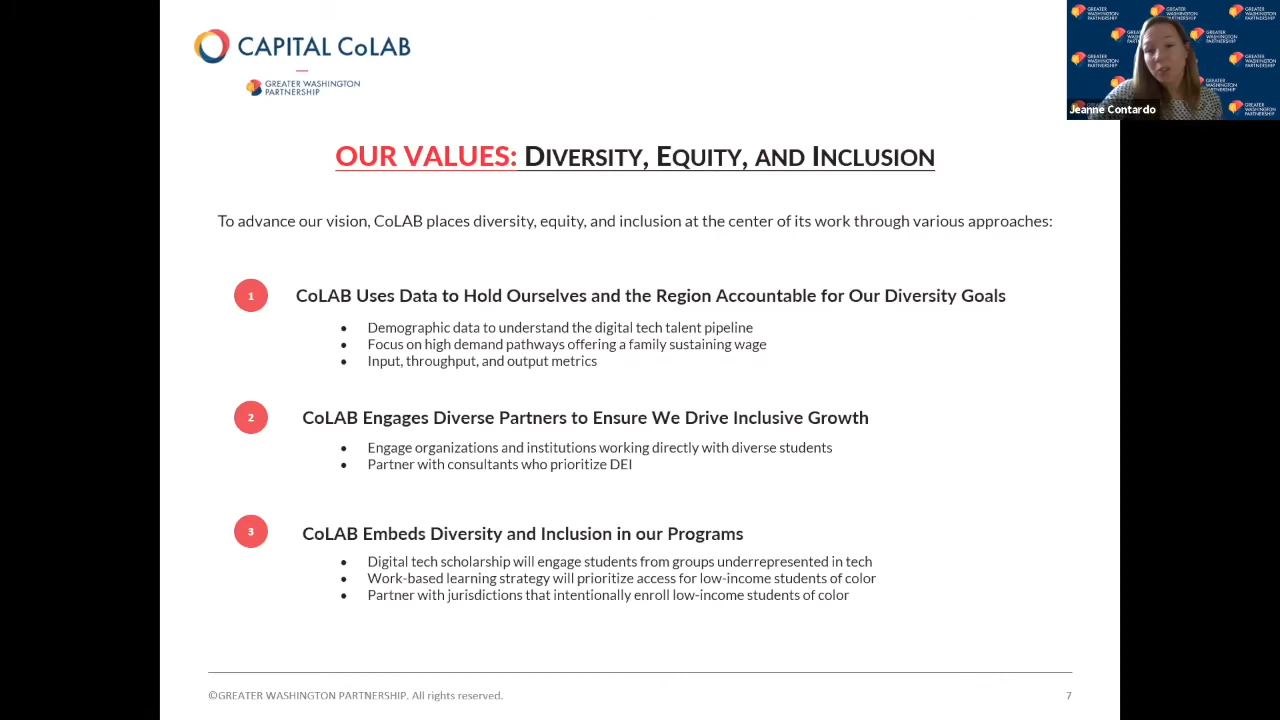 CAPITAL CoLAB
GREATER WASHINGTON
PARTNERSHIP
Jeanne Contardo
OUR VALUES: DIVERSITY, EQUITY, AND INCLUSION
To advance our vision, CoLAB places diversity, equity, and inclusion at the center of its work through various approaches:
1
CoLAB Uses Data to Hold Ourselves and the Region Accountable for Our Diversity Goals
• Demographic data to understand the digital tech talent pipeline
• Focus on high demand pathways offering a family sustaining wage
• Input, throughput, and output metrics
2
CoLAB Engages Diverse Partners to Ensure We Drive Inclusive Growth
• Engage organizations and institutions working directly with diverse students
• Partner with consultants who prioritize DEI
3
CoLAB Embeds Diversity and Inclusion in our Programs
• Digital tech scholarship will engage students from groups underrepresented in tech
• Work-based learning strategy will prioritize access for low-income students of color
• Partner with jurisdictions that intentionally enroll low-income students of color
©GREATER WASHINGTON PARTNERSHIP. All rights reserved.
7